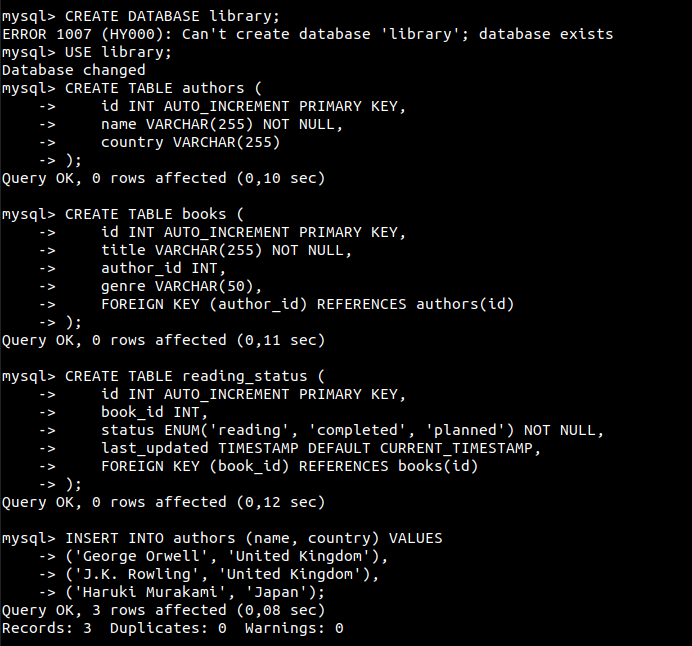 mysql> CREATE DATABASE library;
ERROR 1007 (HY000): Can't create database 'library'; database exists
mysql> USE library;
Database changed
mysql> CREATE TABLE authors (
    ->     id INT AUTO_INCREMENT PRIMARY KEY,
    ->     name VARCHAR(255) NOT NULL,
    ->     country VARCHAR(255)
    -> );
Query OK, 0 rows affected (0,10 sec)

mysql> CREATE TABLE books (
    ->     id INT AUTO_INCREMENT PRIMARY KEY,
    ->     title VARCHAR(255) NOT NULL,
    ->     author_id INT,
    ->     genre VARCHAR(50),
    ->     FOREIGN KEY (author_id) REFERENCES authors(id)
    -> );
Query OK, 0 rows affected (0,11 sec)

mysql> CREATE TABLE reading_status (
    ->     id INT AUTO_INCREMENT PRIMARY KEY,
    ->     book_id INT,
    ->     status ENUM('reading', 'completed', 'planned') NOT NULL,
    ->     last_updated TIMESTAMP DEFAULT CURRENT_TIMESTAMP,
    ->     FOREIGN KEY (book_id) REFERENCES books(id)
    -> );
Query OK, 0 rows affected (0,12 sec)

mysql> INSERT INTO authors (name, country) VALUES
    -> ('George Orwell', 'United Kingdom'),
    -> ('J.K. Rowling', 'United Kingdom'),
    -> ('Haruki Murakami', 'Japan');
Query OK, 3 rows affected (0,08 sec)
Records: 3  Duplicates: 0  Warnings: 0